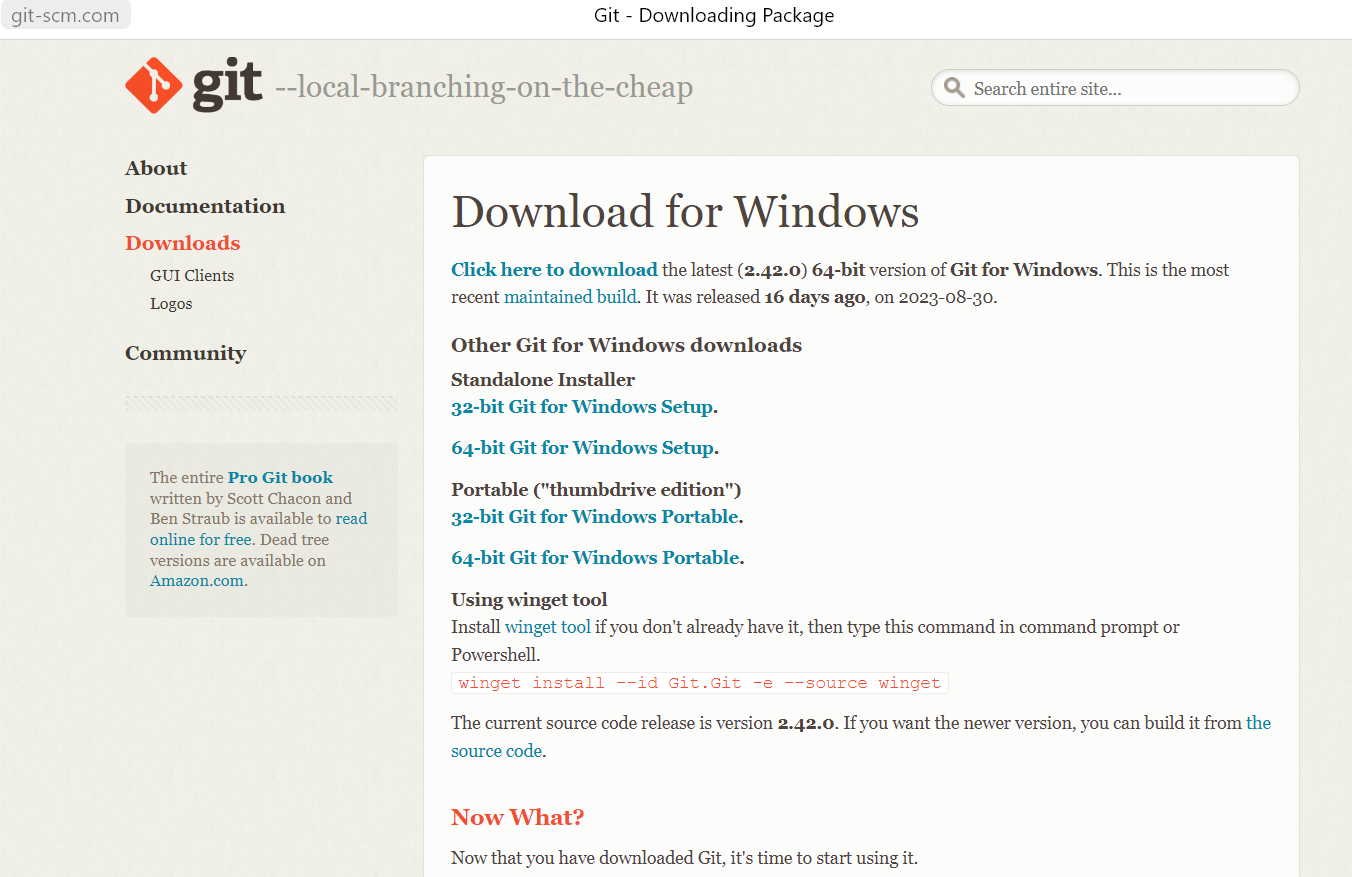 git-scm.com
Git - Downloading Package
git --local-branching-on-the-cheap
Search entire site...
About
Documentation
Downloads
GUI Clients
Logos
Community
The entire Pro Git book
written by Scott Chacon and
Ben Straub is available to read
online for free. Dead tree
versions are available on
Amazon.com.
Download for Windows
Click here to download the latest (2.42.0) 64-bit version of Git for Windows. This is the most
recent maintained build. It was released 16 days ago, on 2023-08-30.
Other Git for Windows downloads
Standalone Installer
32-bit Git for Windows Setup.
64-bit Git for Windows Setup.
Portable ("thumbdrive edition")
32-bit Git for Windows Portable.
64-bit Git for Windows Portable.
Using winget tool
Install winget tool if you don't already have it, then type this command in command prompt or
Powershell.
winget install --id Git.Git -e --source winget
The current source code release is version 2.42.0. If you want the newer version, you can build it from the
source code.
Now What?
Now that you have downloaded Git, it's time to start using it.